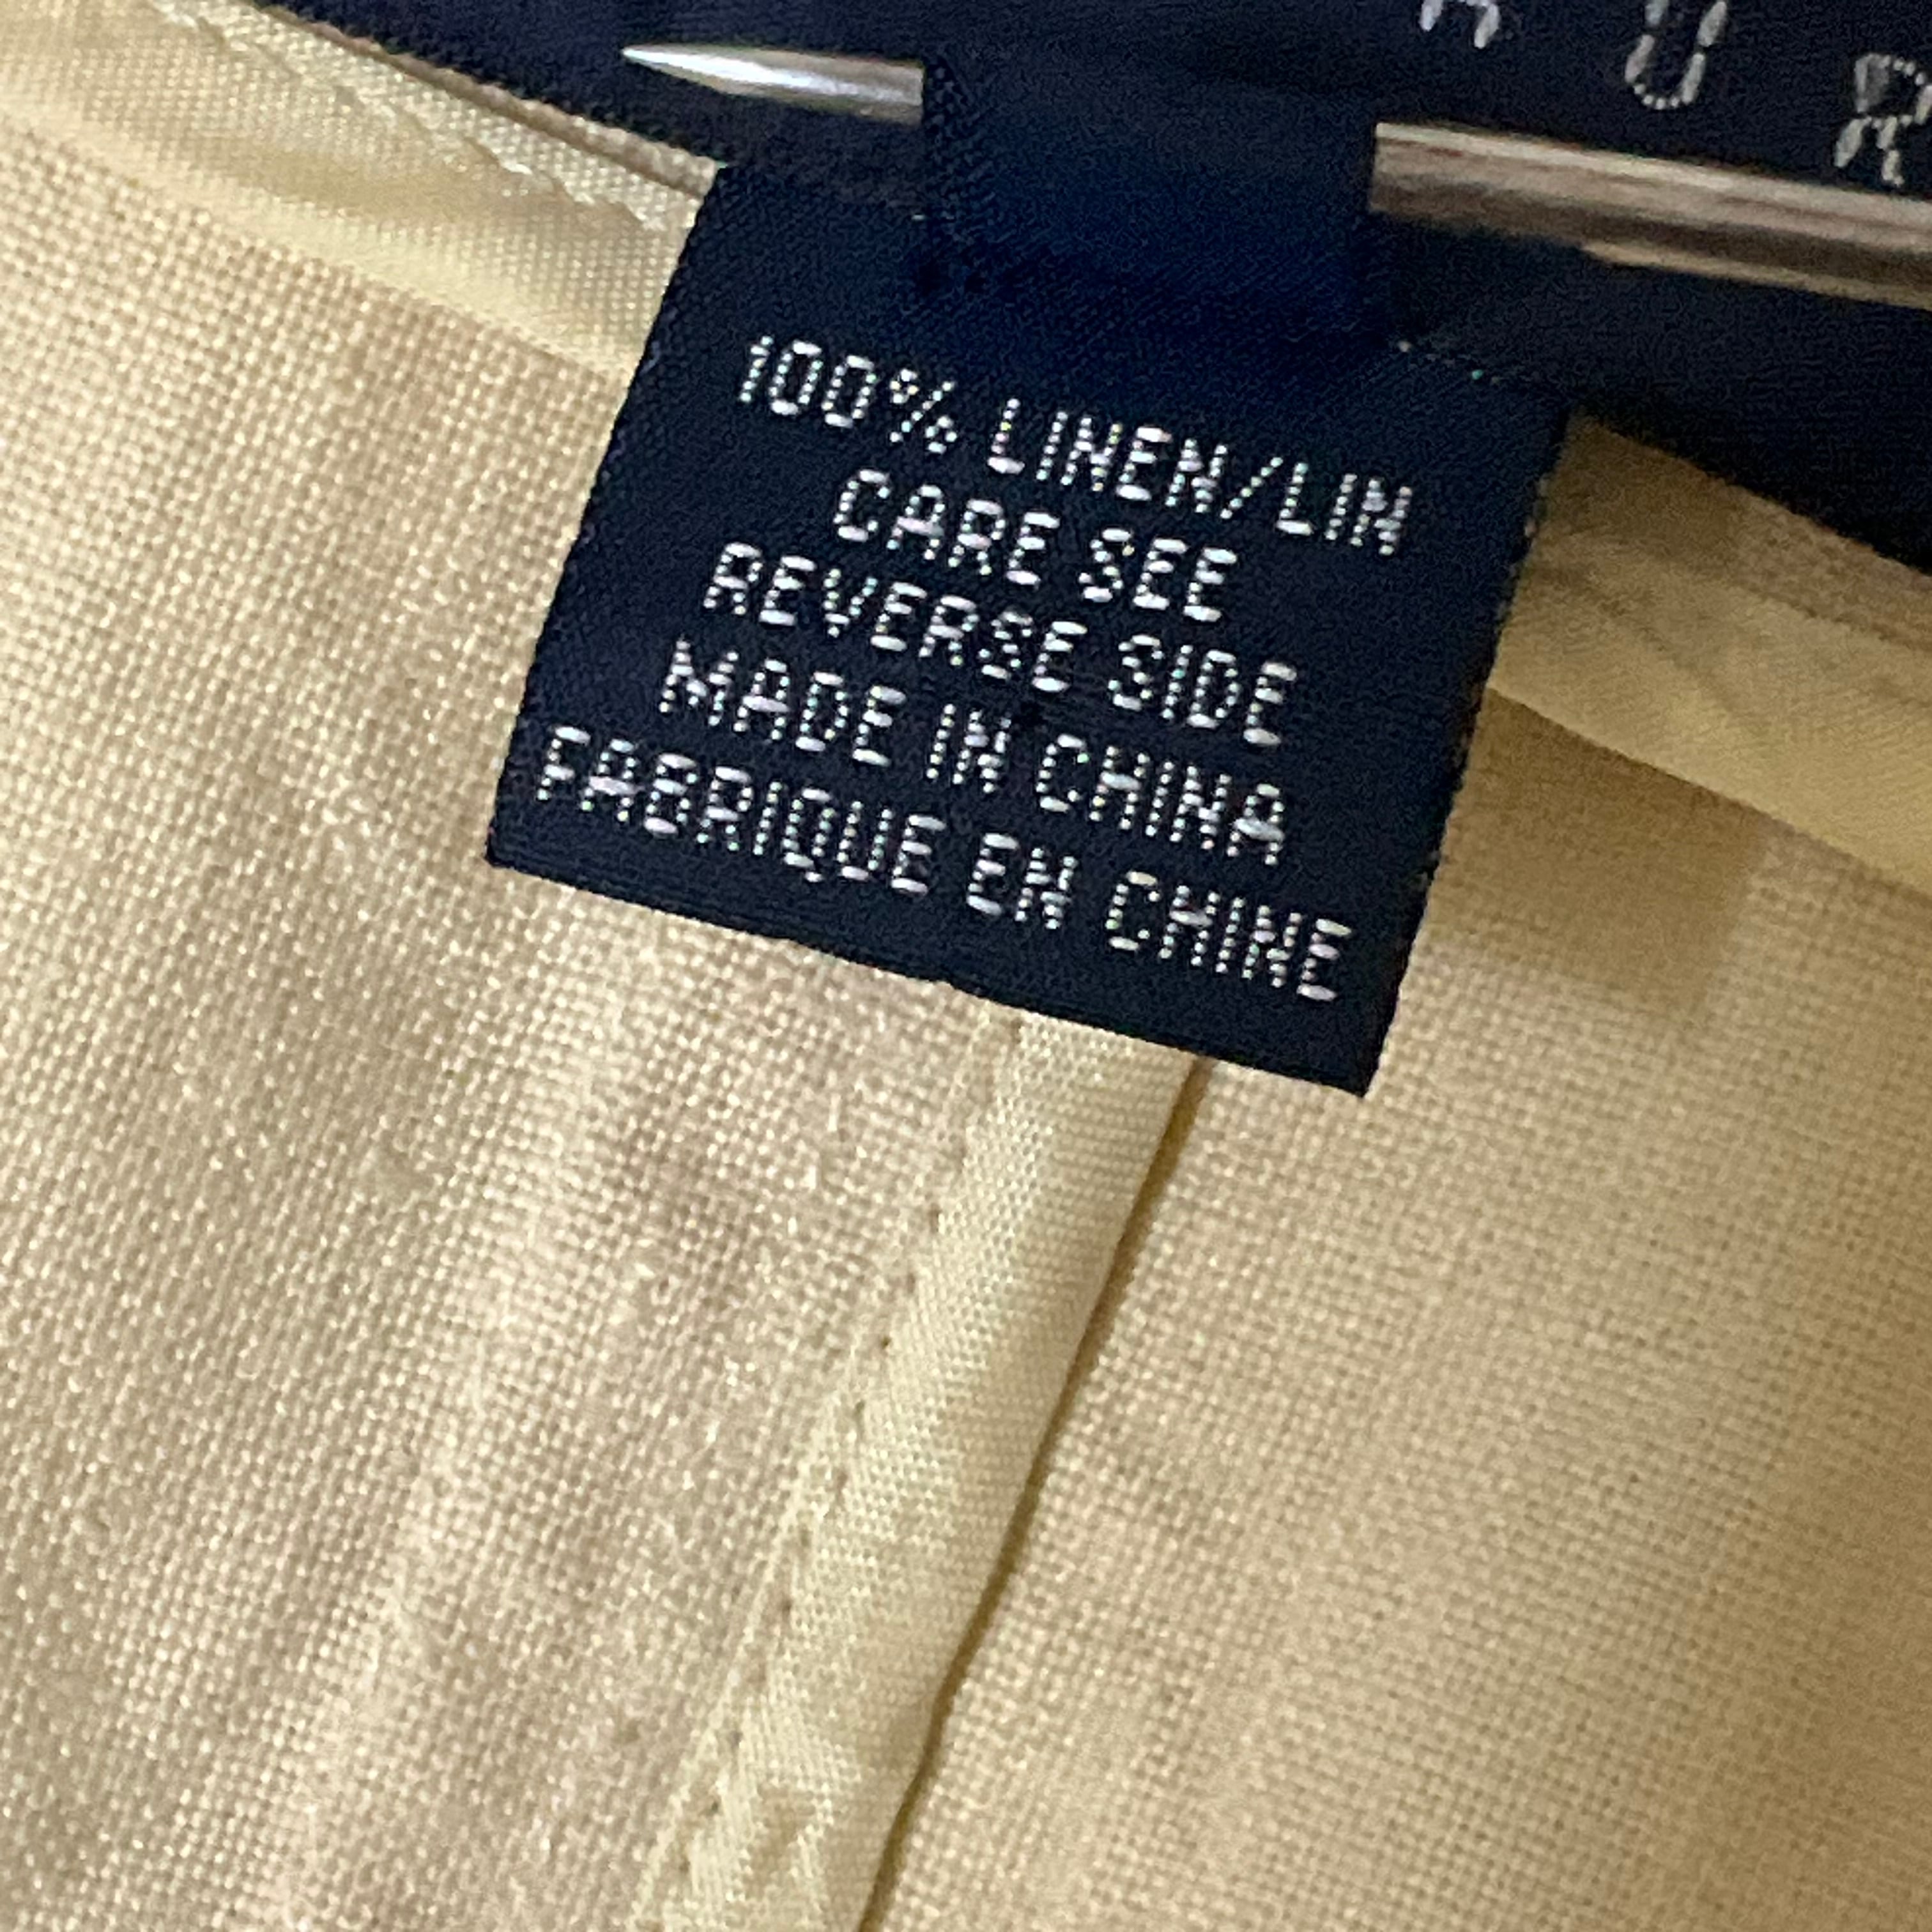 100% LINEN/LIN
CARE SEE
REVERSE SIDE
MADE IN CHINA
FABRIQUE EN CHINE